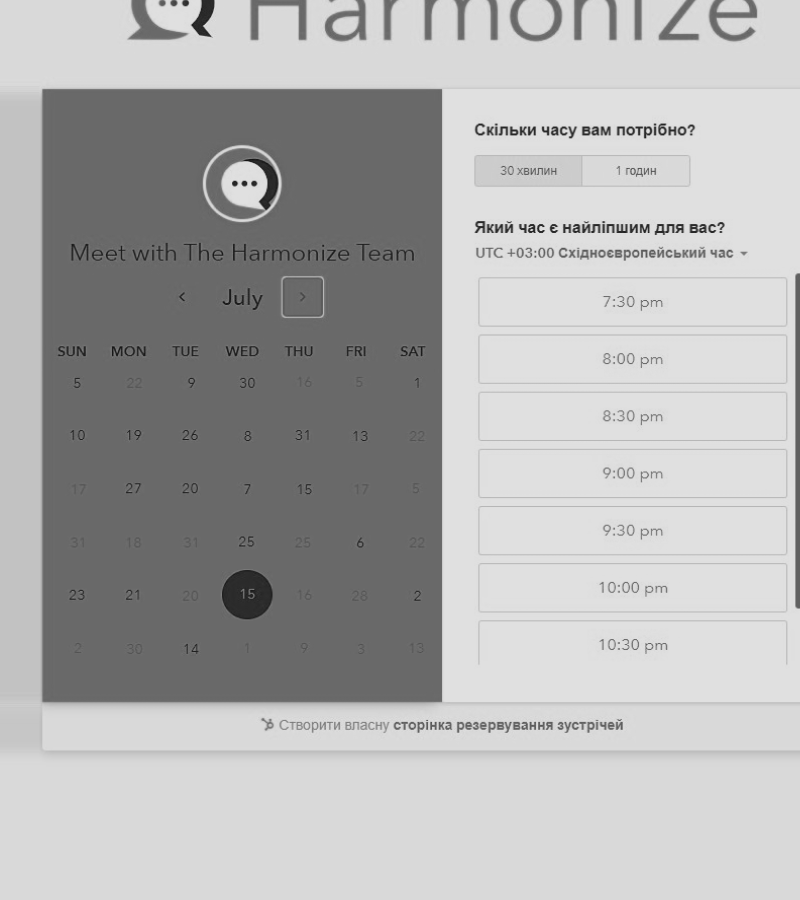 Harmonize
Meet with The Harmonize Team
July
SUN MON TUE WED THU FRI SAT
5 22 9 30 16 5 1
10 19 26 8 31 13 22
17 27 20 7 15 17 5
31 18 31 25 25 6 22
23 21 20 15 16 28 2
2 30 14 1 9 3 13
Скільки часу вам потрібно?
30 хвилин 1 годин
Який час є найліпшим для вас?
UTC +03:00 Східноєвропейський час
7:30 pm
8:00 pm
8:30 pm
9:00 pm
9:30 pm
10:00 pm
10:30 pm
Створити власну сторінка резервування зустрічей